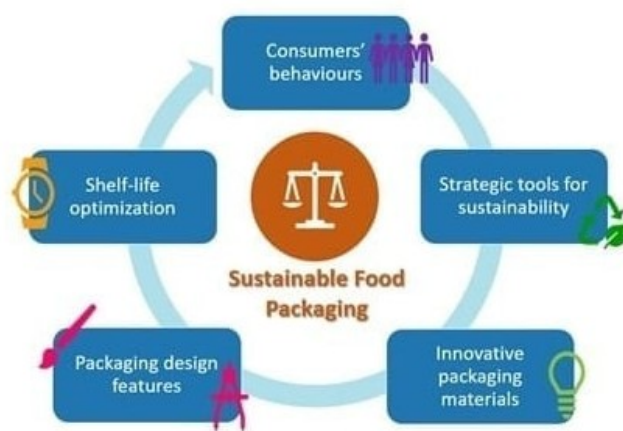 Consumers'
behaviours
Strategic tools for
sustainability
Innovative
packaging
materials
Packaging design
features
Shelf-life
optimization
Sustainable Food
Packaging